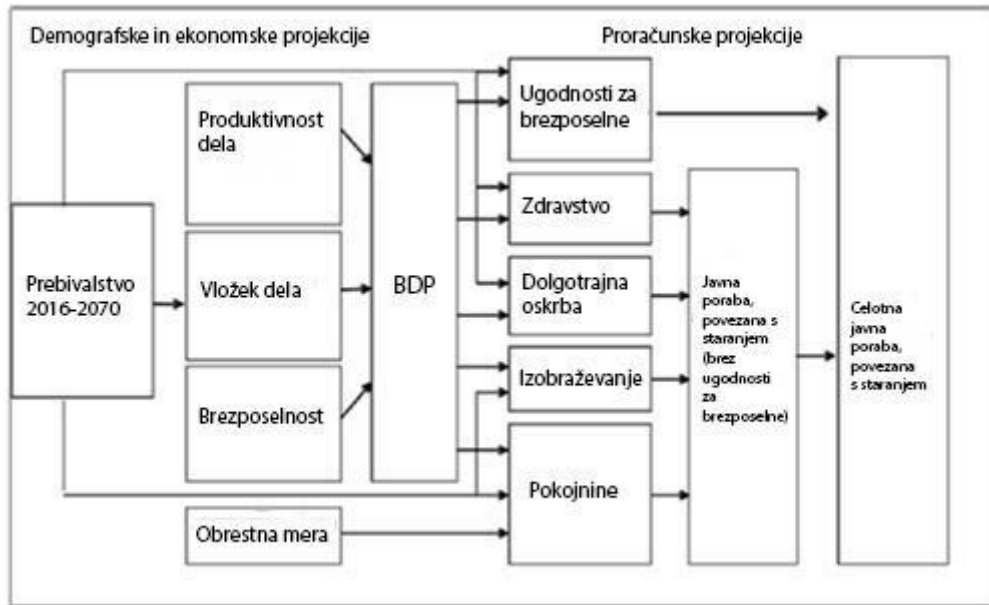 Demografske in ekonomske projekcije
Proračunske projekcije
Prebivalstvo
2016-2070
Produktivnost
dela
Vložek dela
Brezposelnost
Obrestna mera
BDP
Ugodnosti za
brezposelne
Zdravstvo
Dolgotrajna
oskrba
Izobraževanje
Pokojnine
Javna
poraba,
povezana s
staranjem
(brez
ugodnosti
za
brezposelne)
Celotna
javna
poraba,
povezana
s staranjem